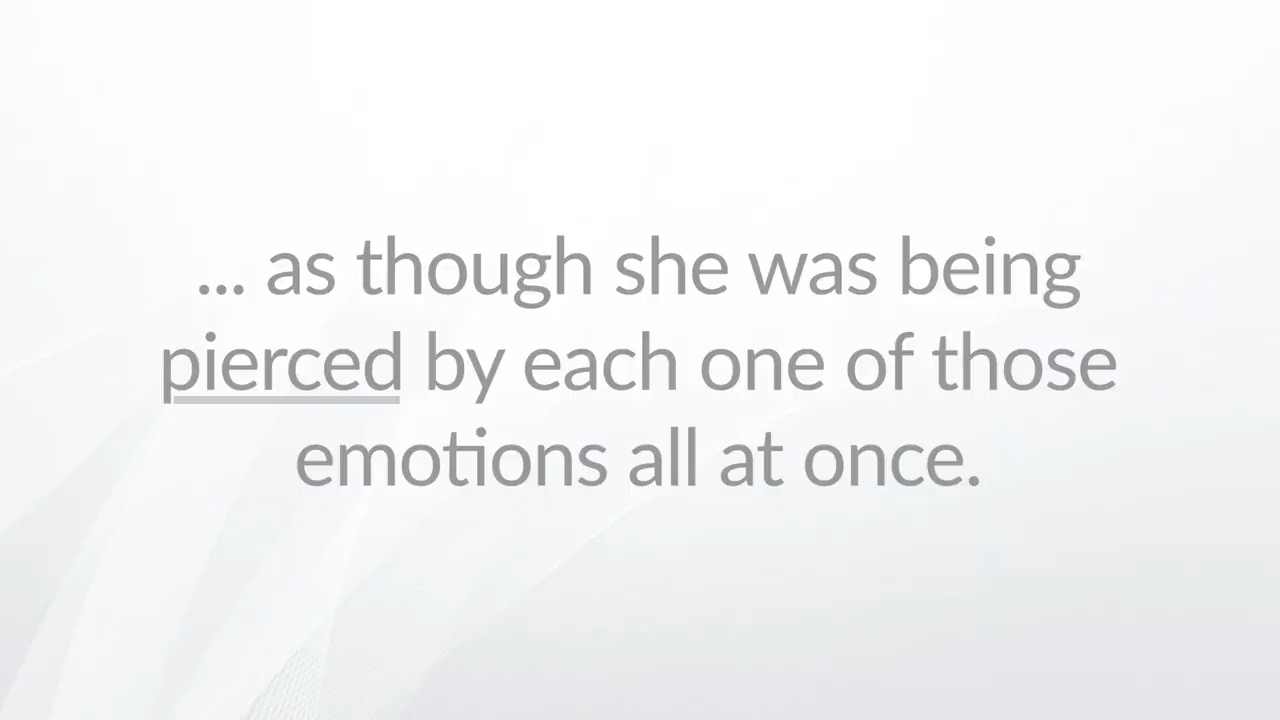 ... as though she was being
pierced by each one of those
emotions all at once.